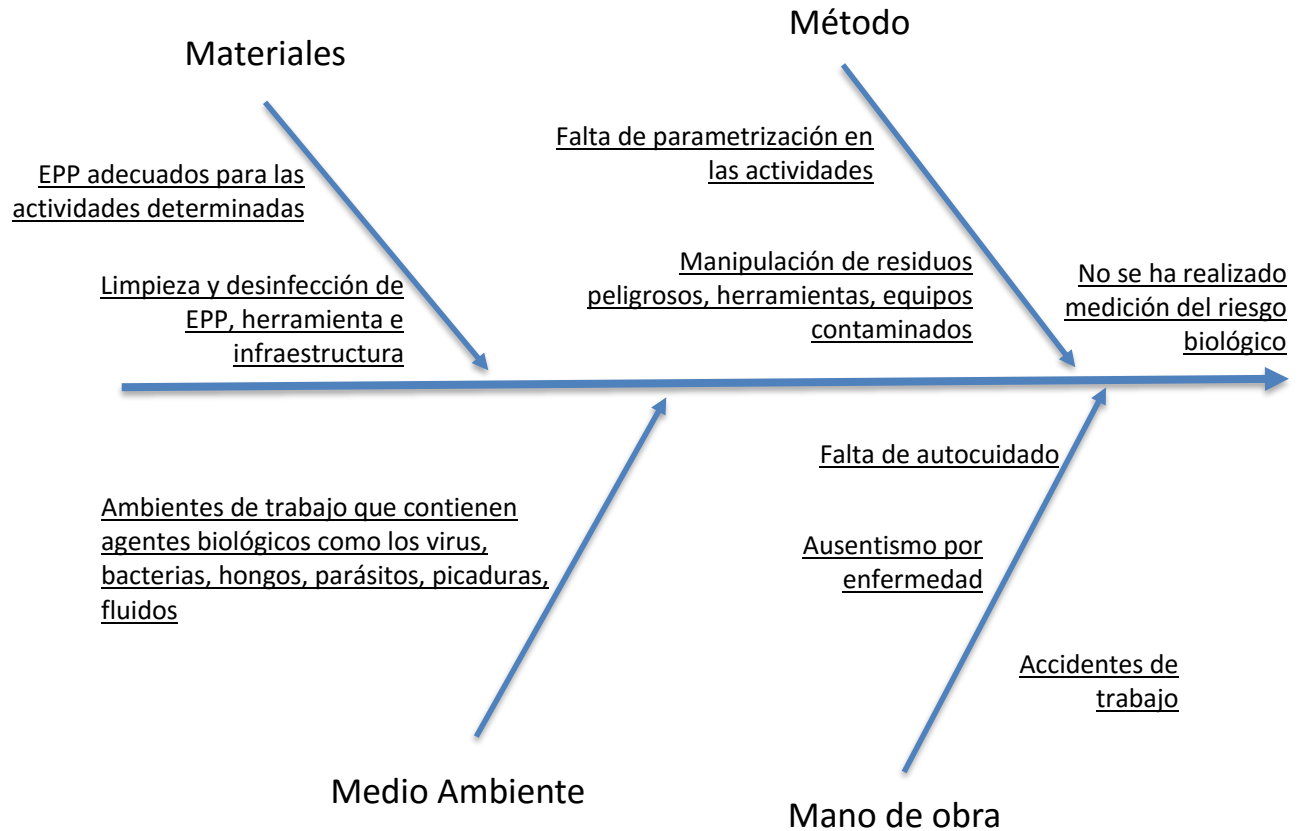 Método
Materiales
Falta de parametrización en
las actividades
EPP adecuados para las
actividades determinadas
Manipulación de residuos
peligrosos, herramientas, equipos
contaminados
No se ha realizado
medición del riesgo
biológico
Limpieza y desinfección de
EPP, herramienta e
infraestructura
Falta de autocuidado
Ambientes de trabajo que contienen
agentes biológicos como los virus,
bacterias, hongos, parásitos, picaduras,
fluidos
Ausentismo por
enfermedad
Accidentes de
trabajo
Medio Ambiente
Mano de obra